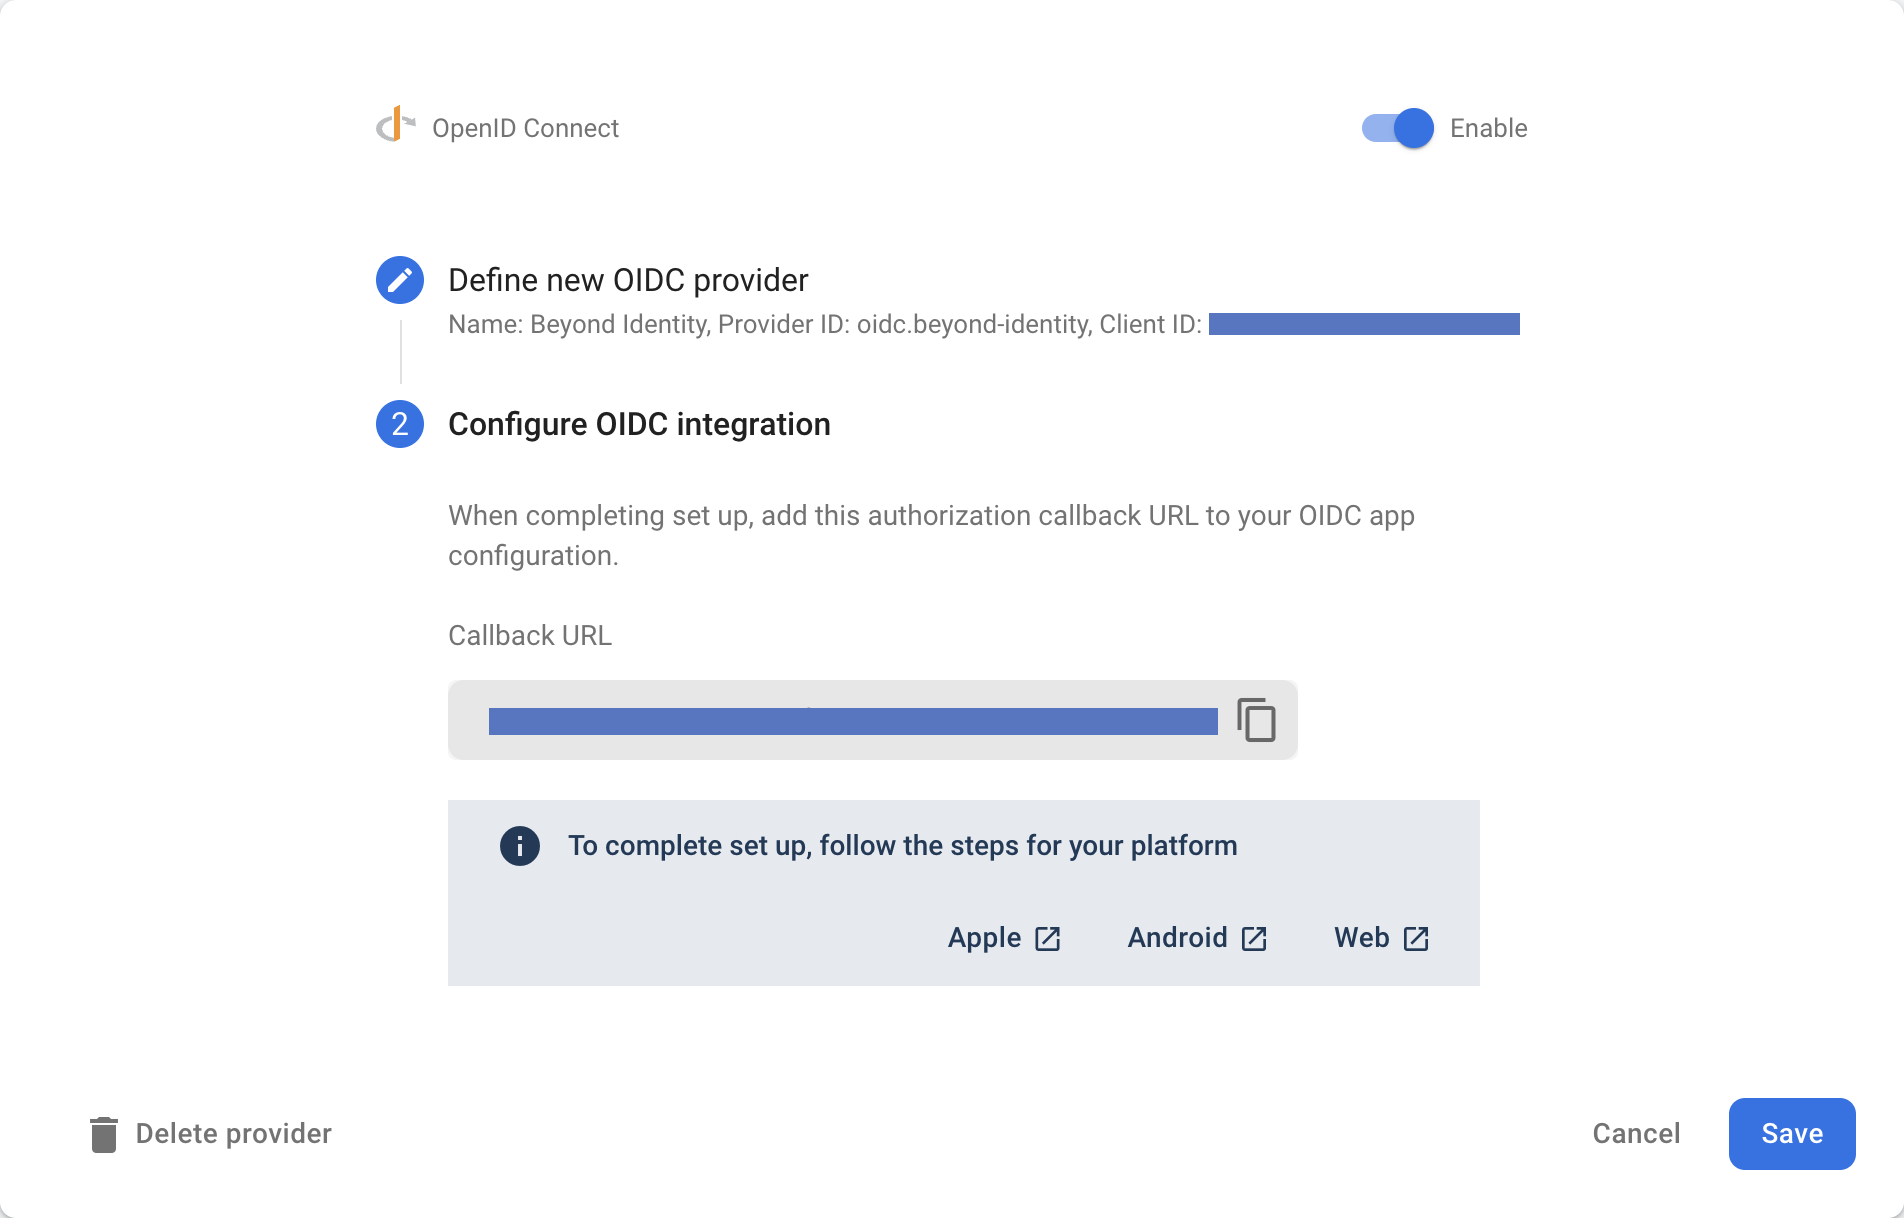 OpenID Connect
Enable
Define new OIDC provider
Name: Beyond Identity, Provider ID: oidc.beyond-identity, Client ID:
2
Configure OIDC integration
When completing set up, add this authorization callback URL to your OIDC app
configuration.
Callback URL
To complete set up, follow the steps for your platform
Apple
Android
Web
Delete provider
Cancel
Save